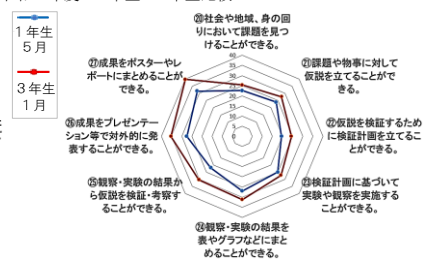 1年生
5月
3年生
1月
⑳社会や地域、身の回
りにおいて課題を見つ
けることができる。
㉑課題や物事に対して
仮説を立てることがで
きる。
㉒仮説を検証するため
に検証計画を立てるこ
とができる。
㉓検証計画に基づいて
実験や観察を実施する
ことができる。
㉔観察・実験の結果を
表やグラフなどにまと
めることができる。
㉕観察・実験の結果か
ら仮説を検証・考察す
ることができる。
㉖成果をプレゼンテー
ション等で対外的に発
表することができる。
㉗成果をポスターやレ
ポートにまとめることが
できる。
40
35
30
25
20
15
10
5
0